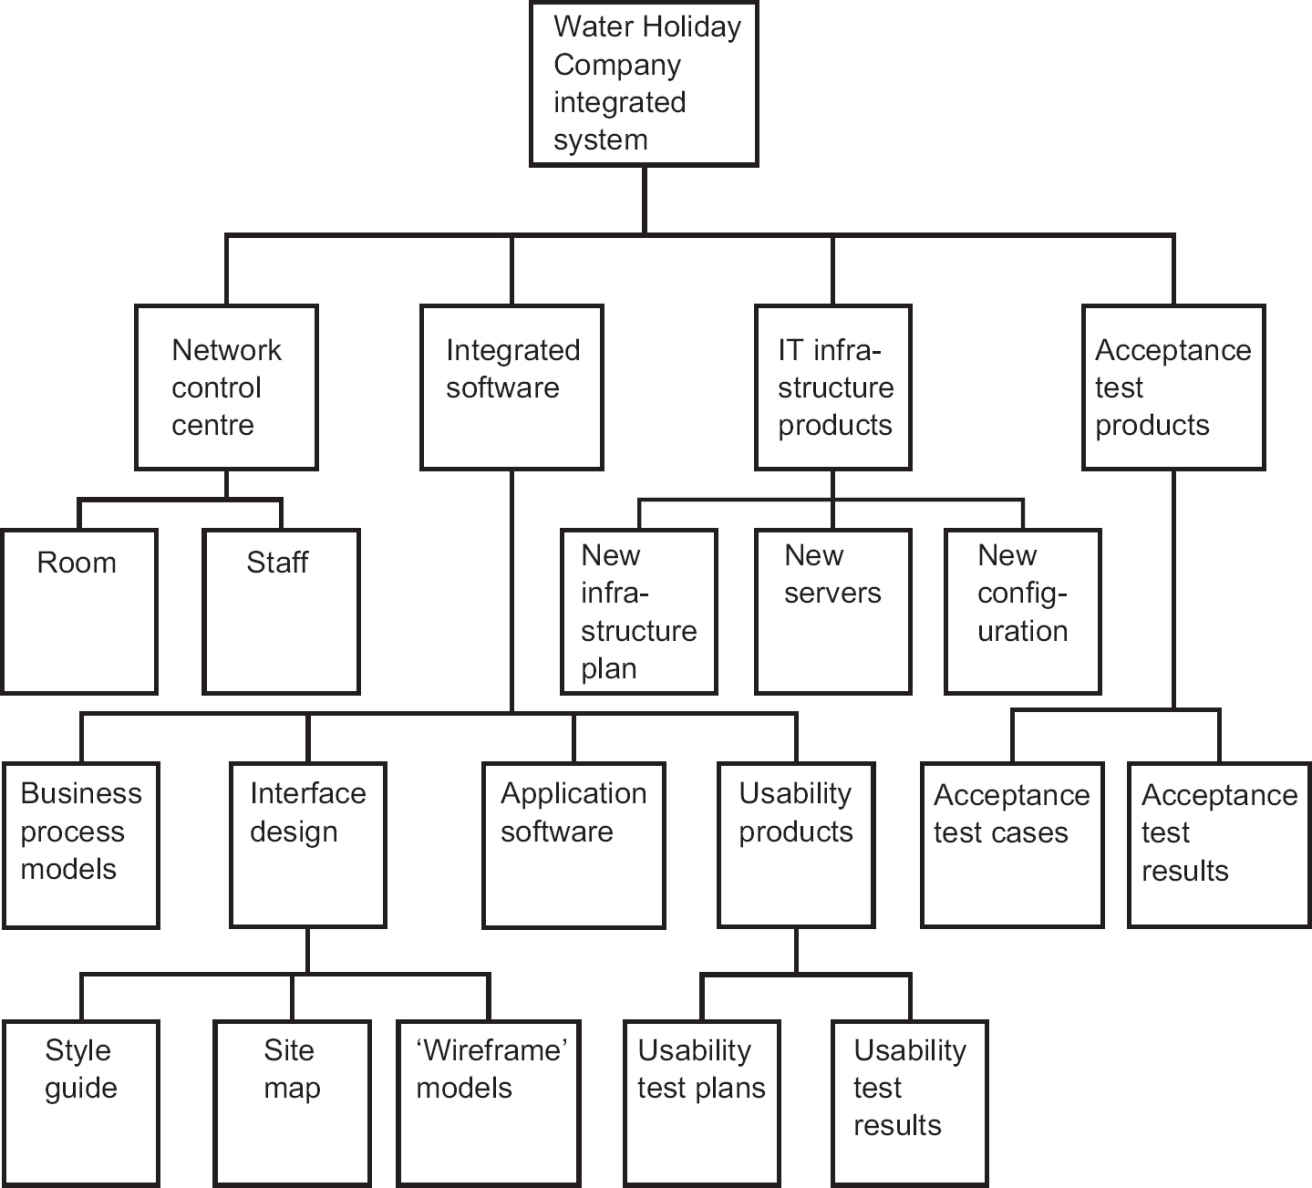 Water Holiday
Company
integrated
system
Network
control
centre
Integrated
software
IT infra-
structure
products
Acceptance
test
products
Room
Staff
New
infra-
structure
plan
New
servers
New
config-
uration
Business
process
models
Interface
design
Application
software
Usability
products
Acceptance
test cases
Acceptance
test
results
Style
guide
Site
map
‘Wireframe’
models
Usability
test plans
Usability
test
results